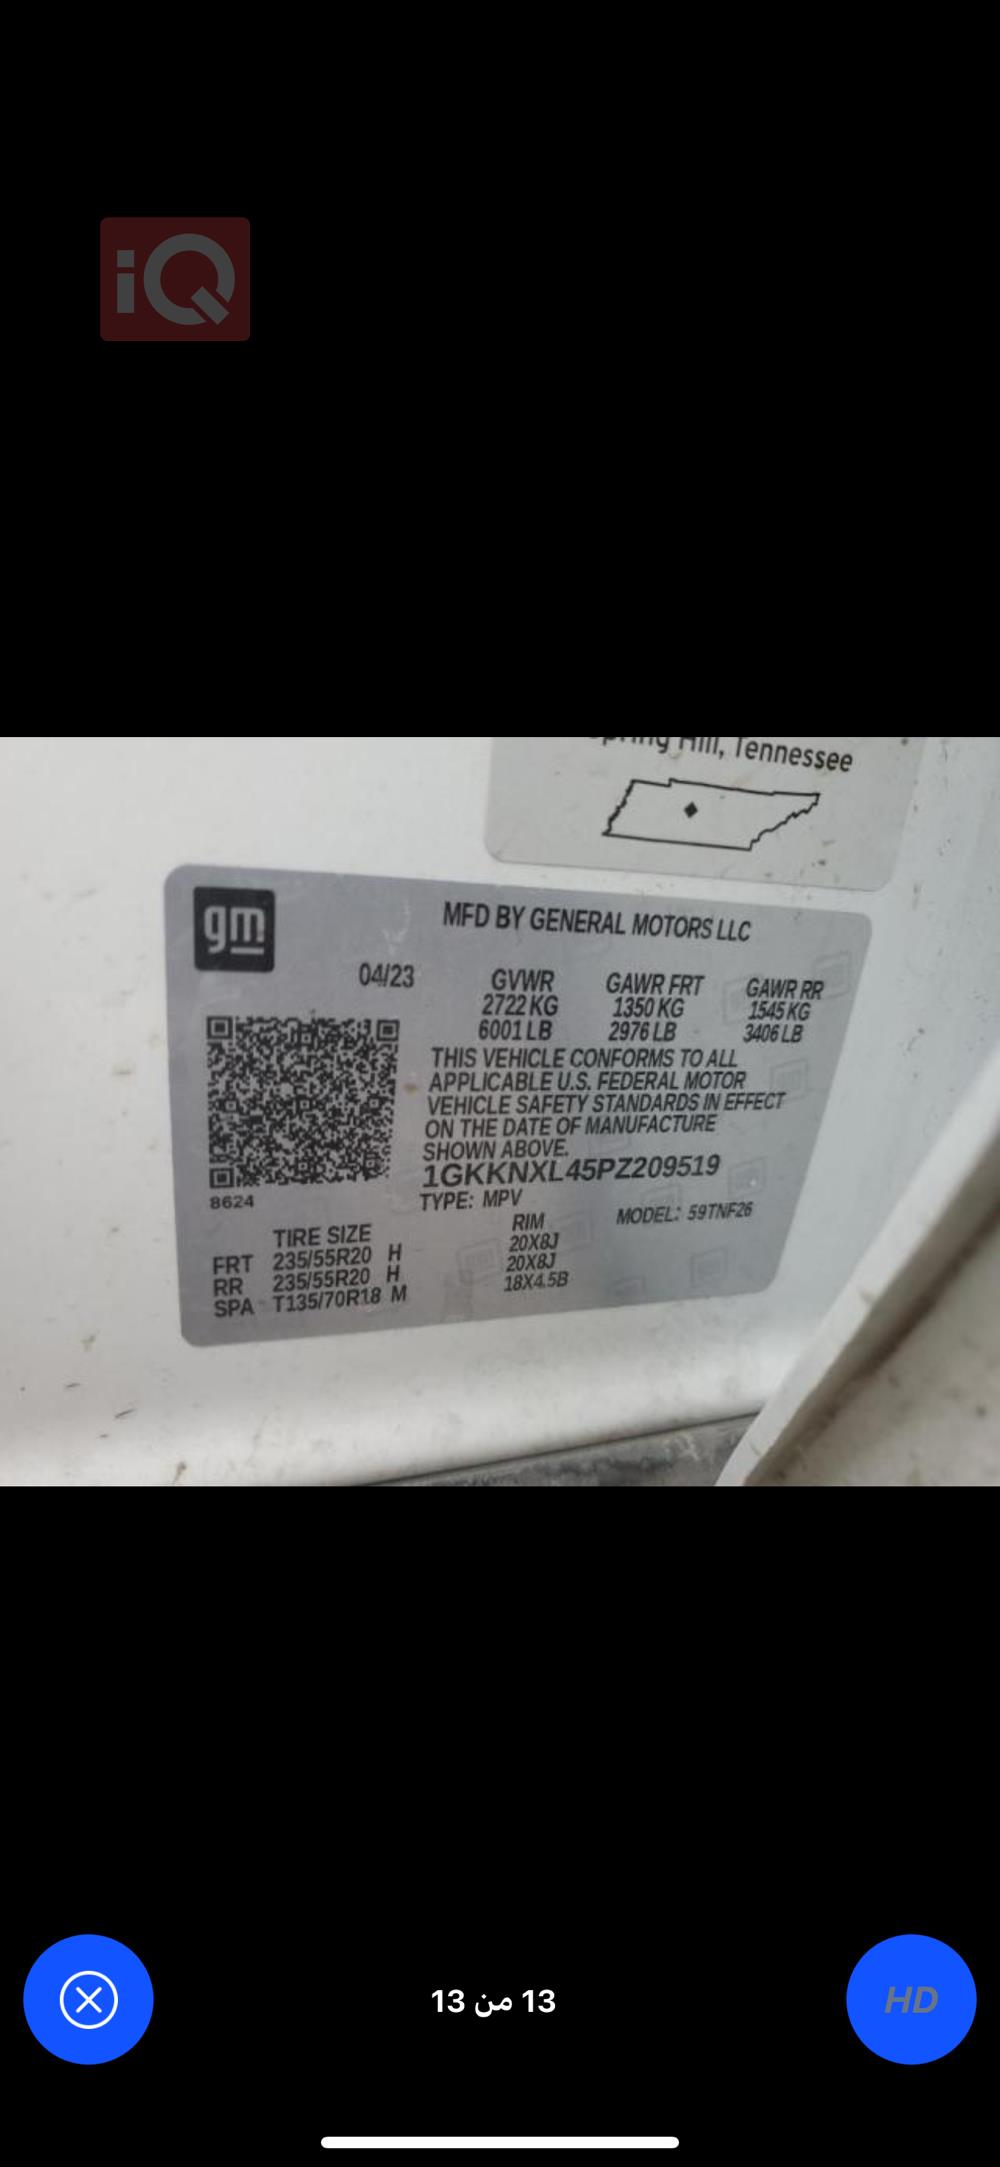 iQ
Spring Hill, Tennessee
gm
MFD BY GENERAL MOTORS LLC
04/23
GVWR GAWR FRT GAWR RR
2722 KG 1350 KG 1545 KG
6001 LB 2976 LB 3406 LB
THIS VEHICLE CONFORMS TO ALL
APPLICABLE U.S. FEDERAL MOTOR
VEHICLE SAFETY STANDARDS IN EFFECT
ON THE DATE OF MANUFACTURE
SHOWN ABOVE.
1GKKNXL45PZ209519
8624
TYPE: MPV MODEL: 59TNF26
TIRE SIZE RIM
FRT 235/55R20 H 20X8J
RR 235/55R20 H 20X8J
SPA T135/70R18 M 18X4.5B
13 من 13
HD